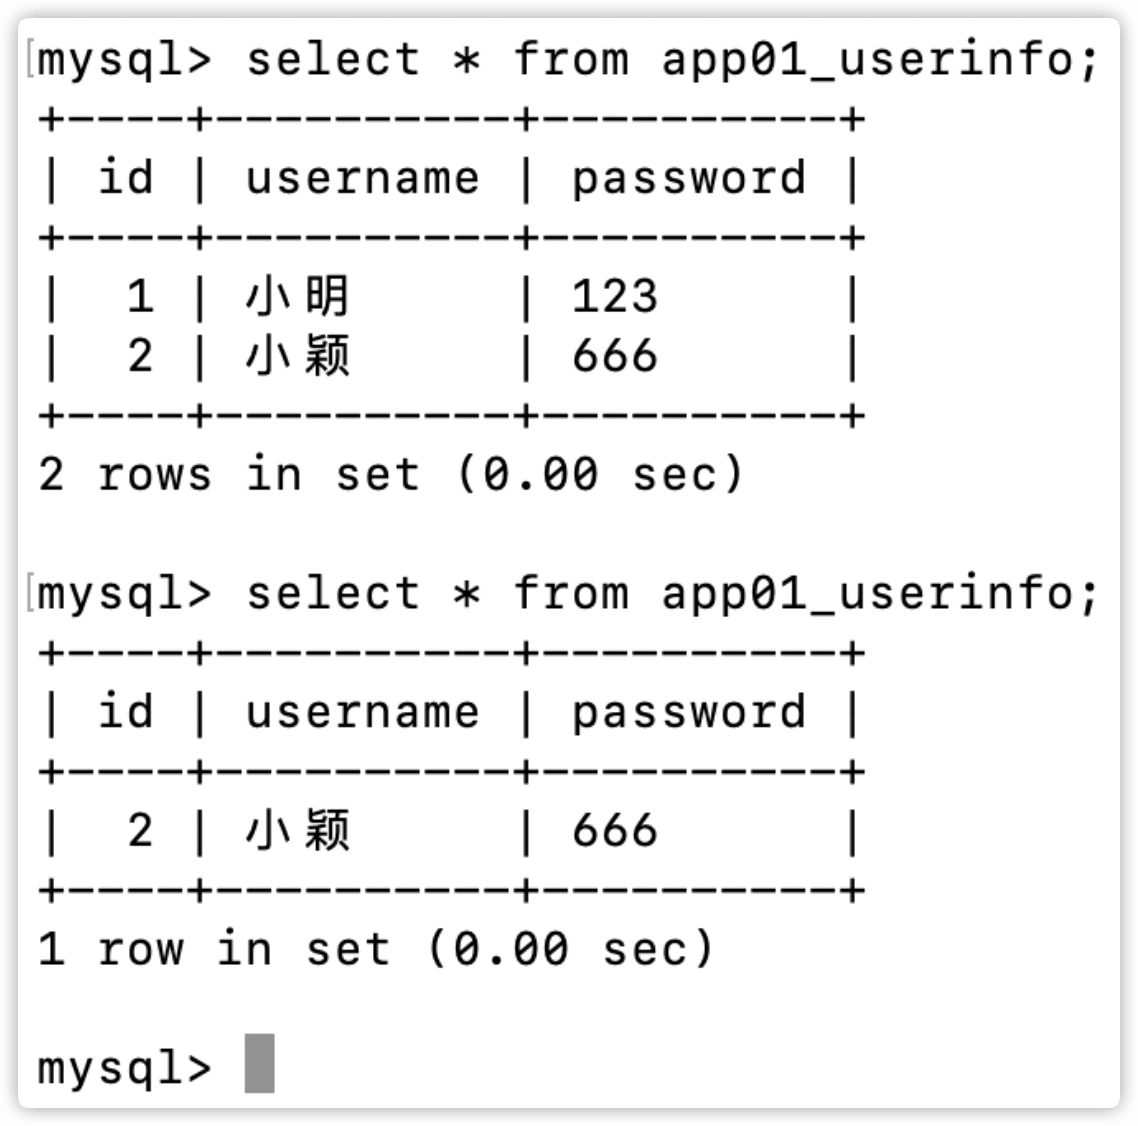 [mysql> select * from app01_userinfo;
+----+----------+----------+
| id | username | password |
+----+----------+----------+
|  1 | 小明     | 123      |
|  2 | 小颖     | 666      |
+----+----------+----------+
2 rows in set (0.00 sec)

[mysql> select * from app01_userinfo;
+----+----------+----------+
| id | username | password |
+----+----------+----------+
|  2 | 小颖     | 666      |
+----+----------+----------+
1 row in set (0.00 sec)

mysql>